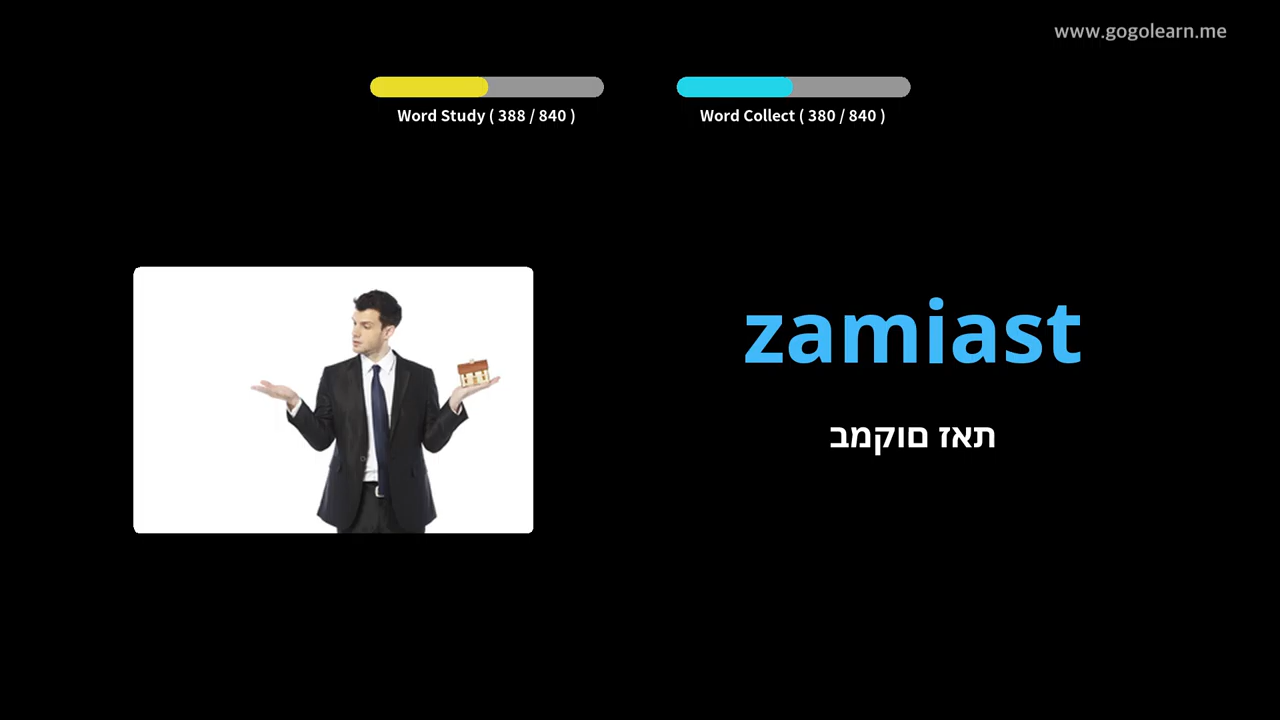 www.gogolearn.me
Word Study ( 388 / 840 )
Word Collect ( 380 / 840 )
zamiast
תאז םוקמב